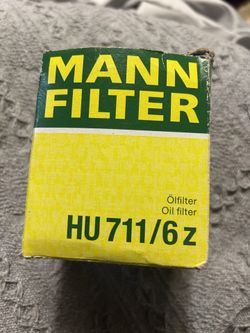 MANN
FILTER
Ölfilter
Oil filter
HU 711/6 z